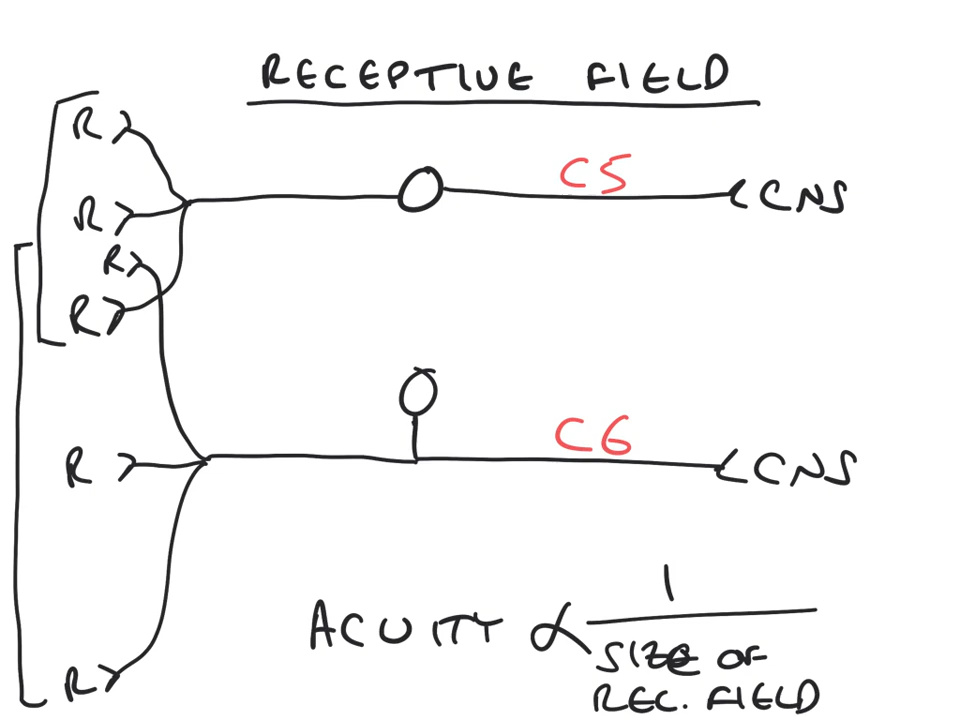 RECEPTIVE FIELD
R
R
R
R
C5
CNS
R
C6
CNS
R
ACUITY ∝ 1
SIZE OF
REC. FIELD